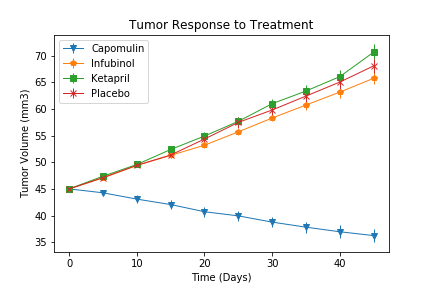 Tumor Response to Treatment
Tumor Volume (mm3)
70
65
60
55
50
45
40
35
Capomulin
Infubinol
Ketapril
Placebo
0 10 20 30 40
Time (Days)